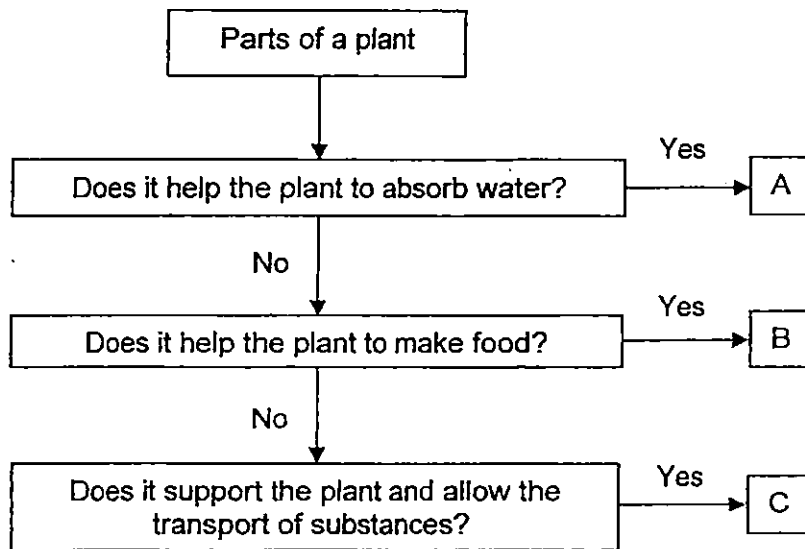 Parts of a plant
Yes
Does it help the plant to absorb water?
A
No
Yes
Does it help the plant to make food?
B
No
Yes
Does it support the plant and allow the
transport of substances?
C